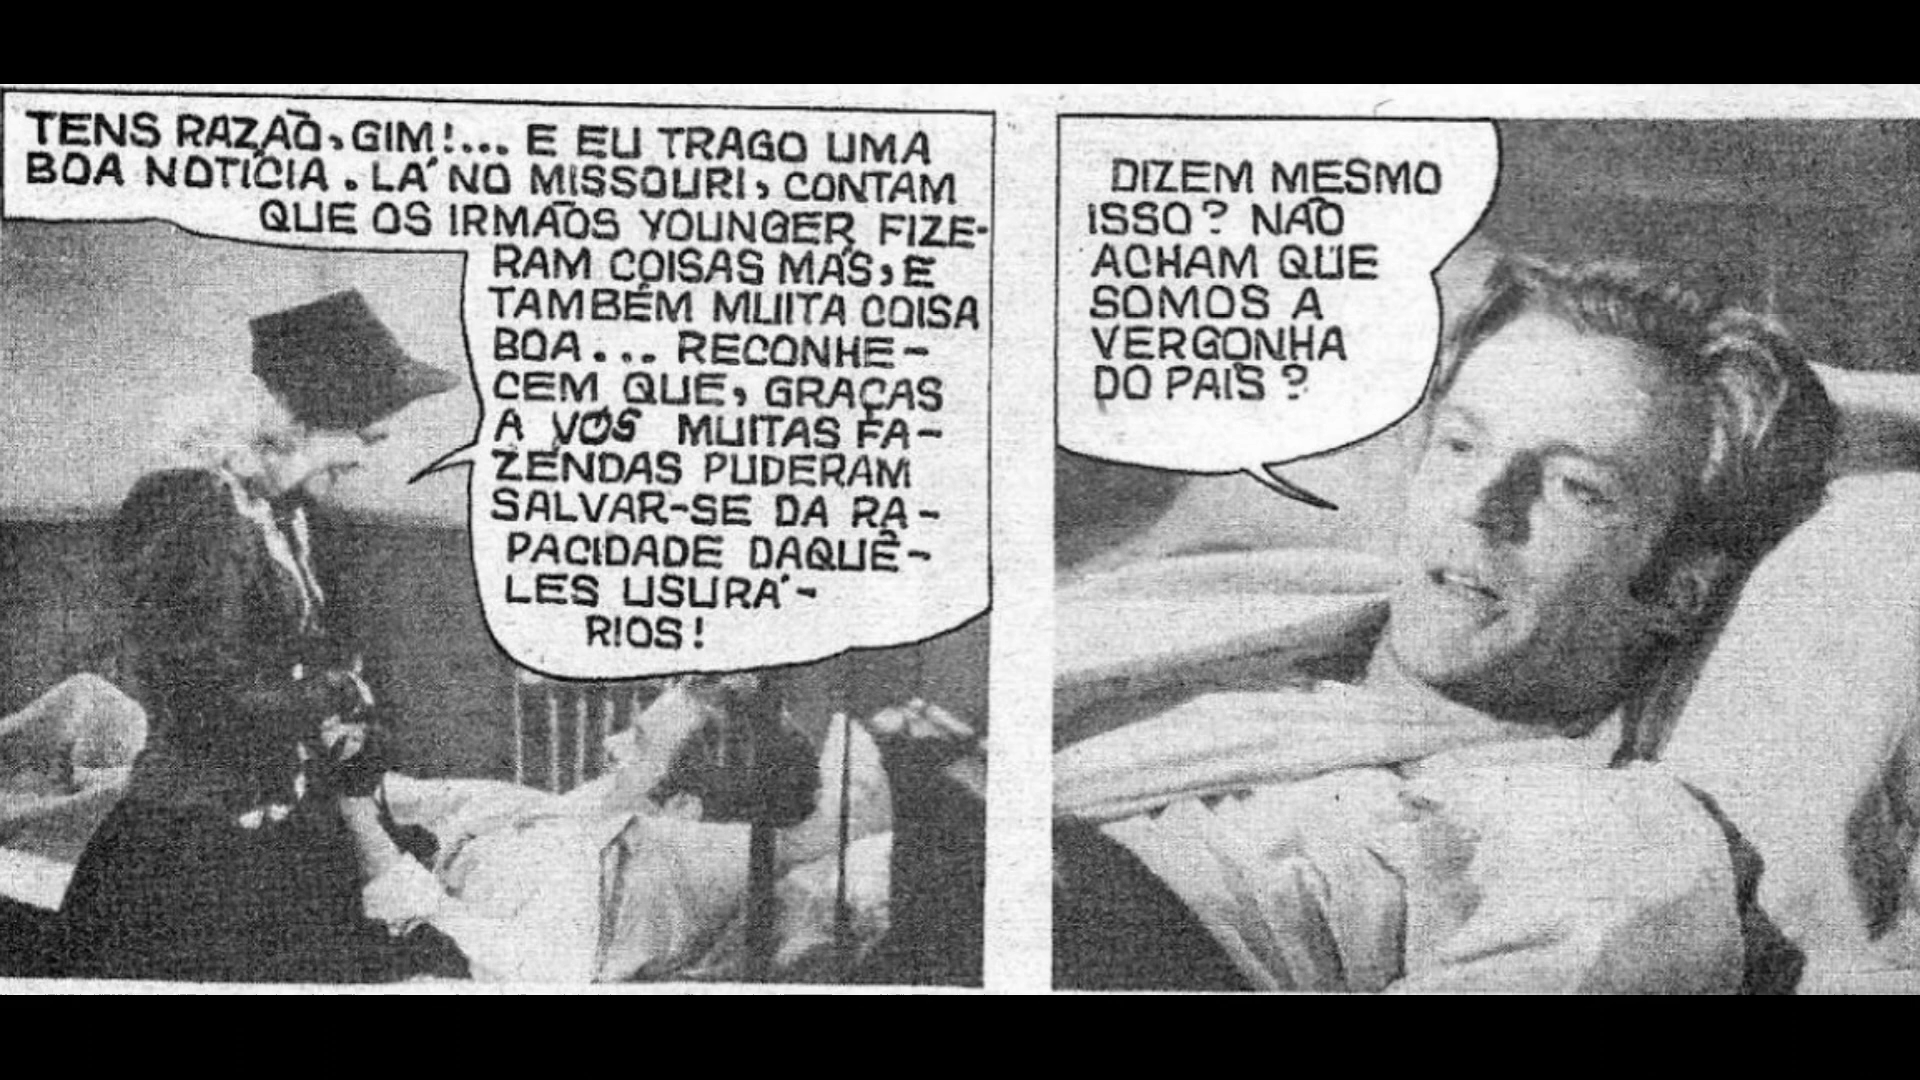 TENS RAZÃO, GIM!... E EU TRAGO UMA
BOA NOTÍCIA. LÁ NO MISSOURI, CONTAM
QUE OS IRMÃOS YOUNGER FIZE-
RAM COISAS MÁS, E
TAMBÉM MUITA COISA
BOA... RECONHE-
CEM QUE, GRAÇAS
A VÓS MUITAS FA-
ZENDAS PUDERAM
SALVAR-SE DA RA-
PACIDADE DAQUÊ-
LES USURÁ-
RIOS!
DIZEM MESMO
ISSO? NÃO
ACHAM QUE
SOMOS A
VERGONHA
DO PAÍS?